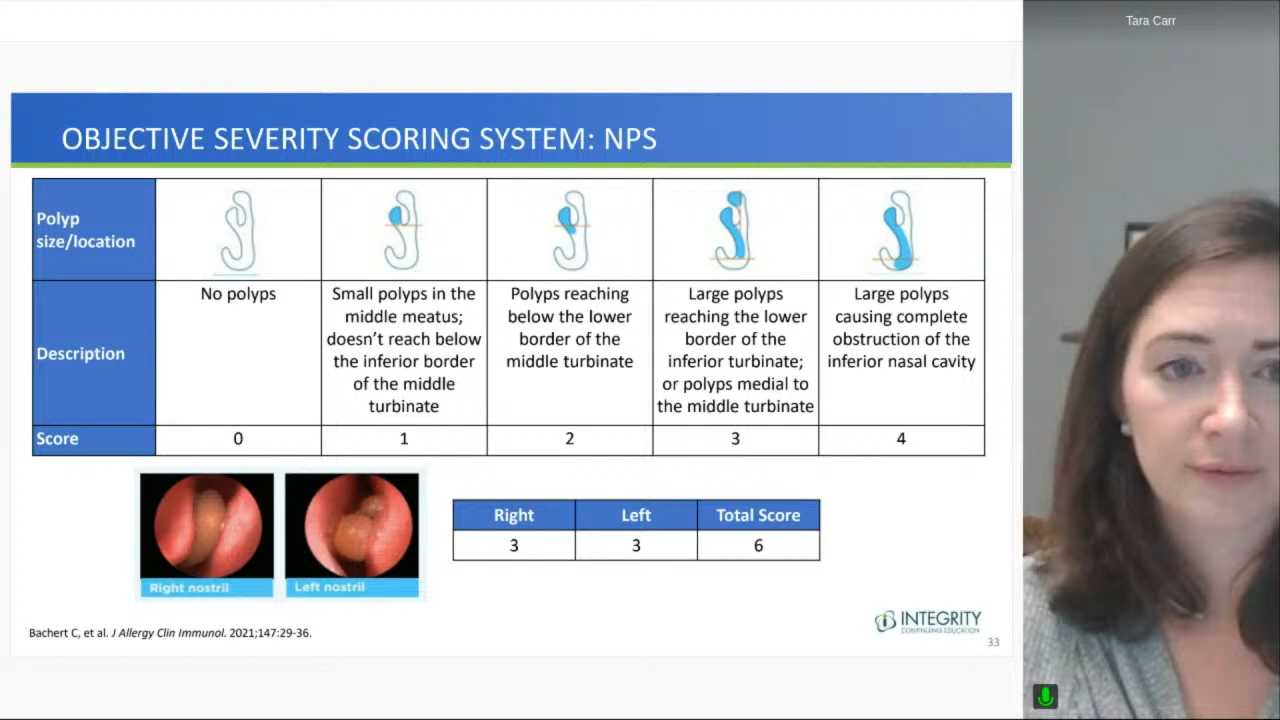 Tara Carr
OBJECTIVE SEVERITY SCORING SYSTEM: NPS
Polyp
size/location
Description
No polyps
Small polyps in the
middle meatus;
doesn't reach below
the inferior border
of the middle
turbinate
Polyps reaching
below the lower
border of the
middle turbinate
Large polyps
reaching the lower
border of the
inferior turbinate;
or polyps medial to
the middle turbinate
Large polyps
causing complete
obstruction of the
inferior nasal cavity
Score
0
1
2
3
4
Right nostril
Left nostril
Right
Left
Total Score
3
3
6
Bachert C, et al. J Allergy Clin Immunol. 2021;147:29-36.
INTEGRITY
CONTINUING EDUCATION
33